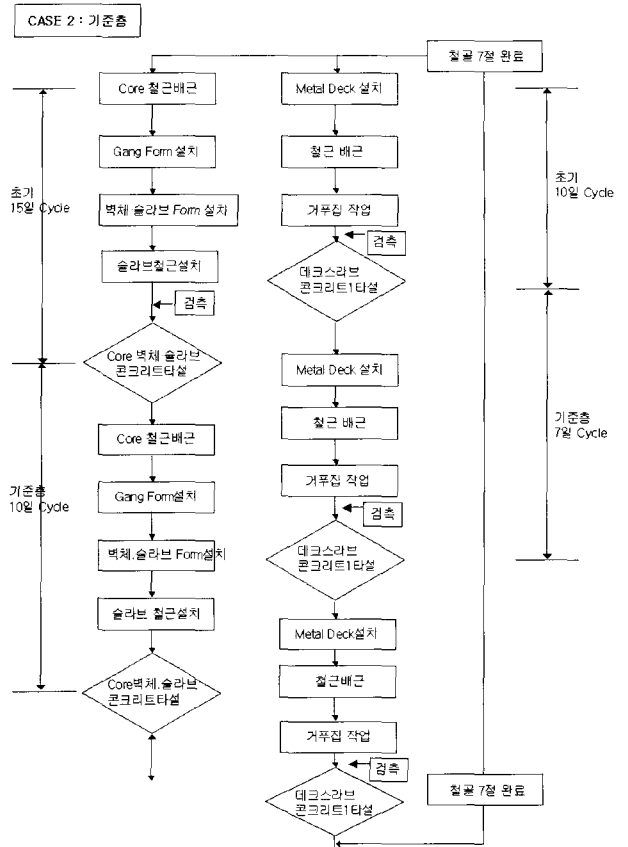 CASE 2 : 기준층
철골 7절 완료
Core 철근배근
Gang Form 설치
벽체.슬라브 Form 설치
슬라브철근설치
검측
Core 벽체.슬라브
콘크리트타설
Core 철근배근
Gang Form설치
벽체.슬라브 Form설치
슬라브 철근설치
Core벽체.슬라브
콘크리트타설
초기
15일 Cycle
기준층
10일 Cycle
Metal Deck 설치
철근 배근
거푸집 작업
검측
데크스라브
콘크리트1타설
Metal Deck 설치
철근 배근
거푸집 작업
검측
데크스라브
콘크리트1타설
Metal Deck설치
철근배근
거푸집 작업
검측
데크스라브
콘크리트1타설
초기
10일 Cycle
기준층
7일 Cycle
철골 7절 완료